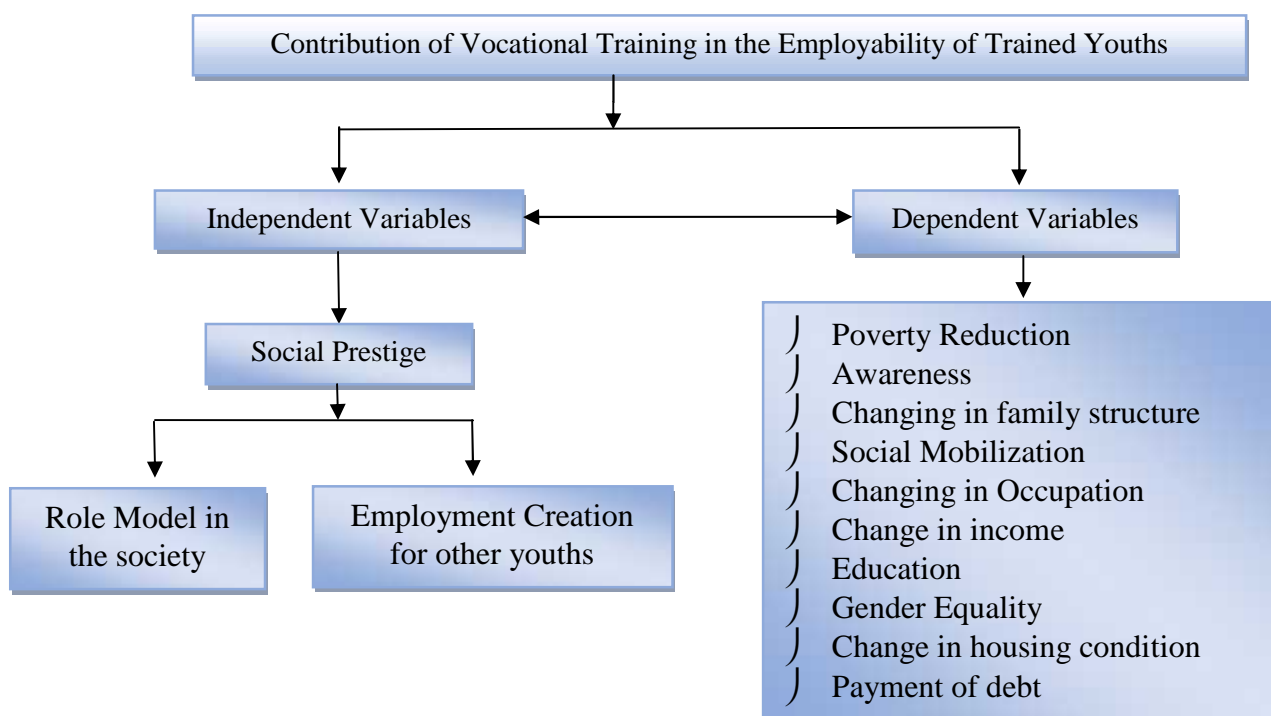 Contribution of Vocational Training in the Employability of Trained Youths
Independent Variables
Dependent Variables
Social Prestige
Role Model in
the society
Employment Creation
for other youths
⌡ Poverty Reduction
⌡ Awareness
⌡ Changing in family structure
⌡ Social Mobilization
⌡ Changing in Occupation
⌡ Change in income
⌡ Education
⌡ Gender Equality
⌡ Change in housing condition
⌡ Payment of debt